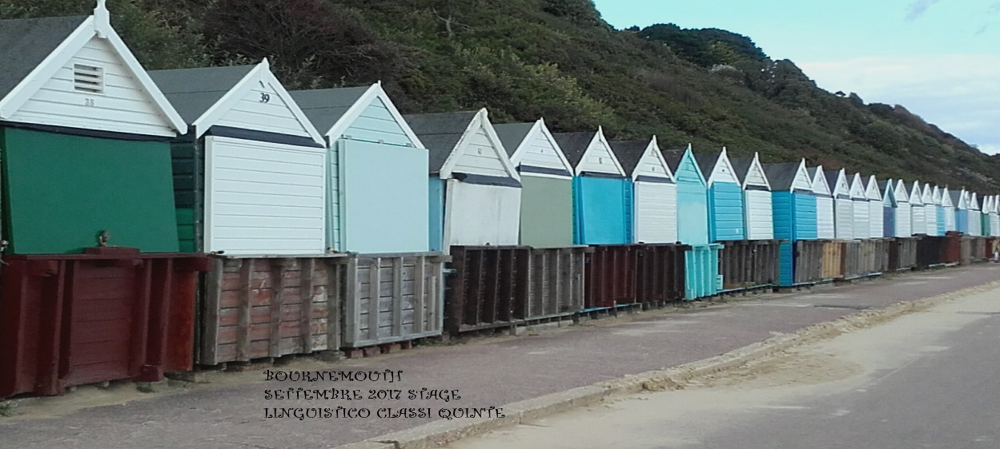 38
39
BOURNEMOUTH
SETTEMBRE 2017 STAGE
LINGUISTICO CLASSI QUINTE